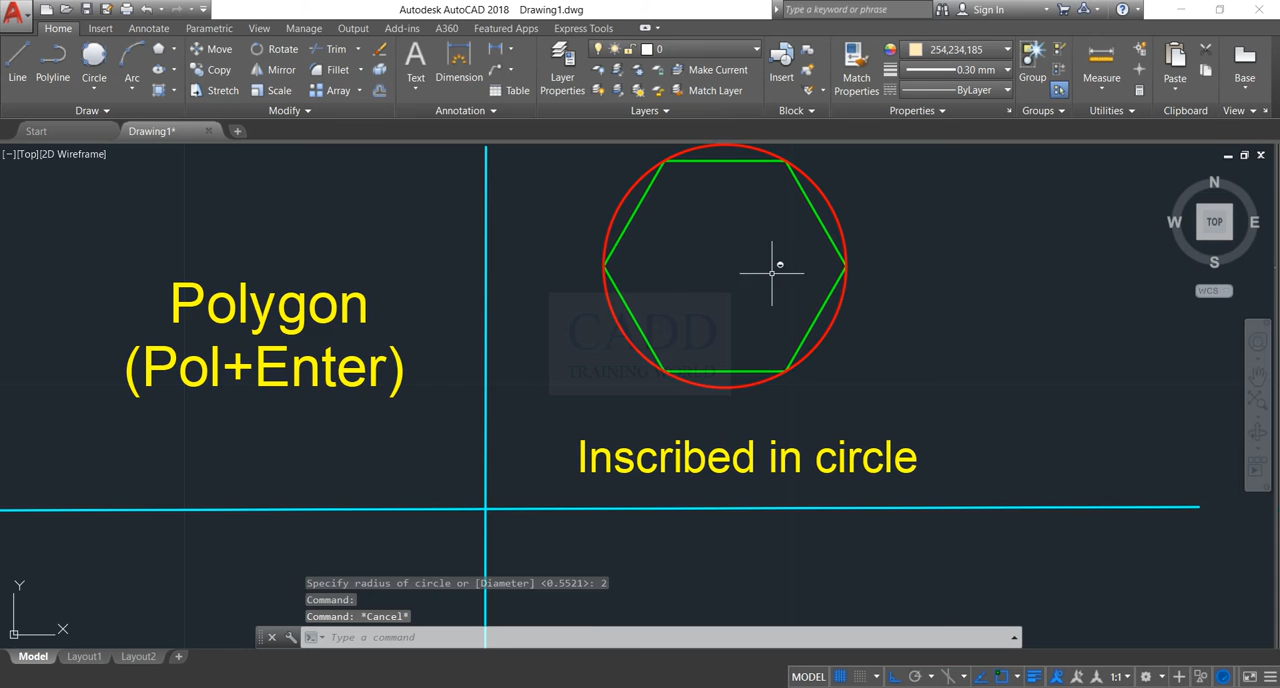 Autodesk AutoCAD 2018 Drawing1.dwg
Type a keyword or phrase
Sign In
Home Insert Annotate Parametric View Manage Output Add-ins A360 Featured Apps Express Tools
Line Polyline Circle Arc
Move Rotate Trim
Copy Mirror Fillet
Stretch Scale Array
Text Dimension Table
Layer Properties
0
Make Current
Match Layer
Insert
Match Properties
254,234,185
0.30 mm
ByLayer
Group
Measure
Paste
Base
Draw Modify Annotation Layers Block Properties Groups Utilities Clipboard View
Start Drawing1* +
[−][Top][2D Wireframe]
N
W TOP E
S
WCS
Polygon
(Pol+Enter)
CADD
TRAINING WORLD
Inscribed in circle
Specify radius of circle or [Diameter] <0.5521>: 2
Command:
Command: *Cancel*
Type a command
Y
X
Model Layout1 Layout2 +
MODEL 1:1